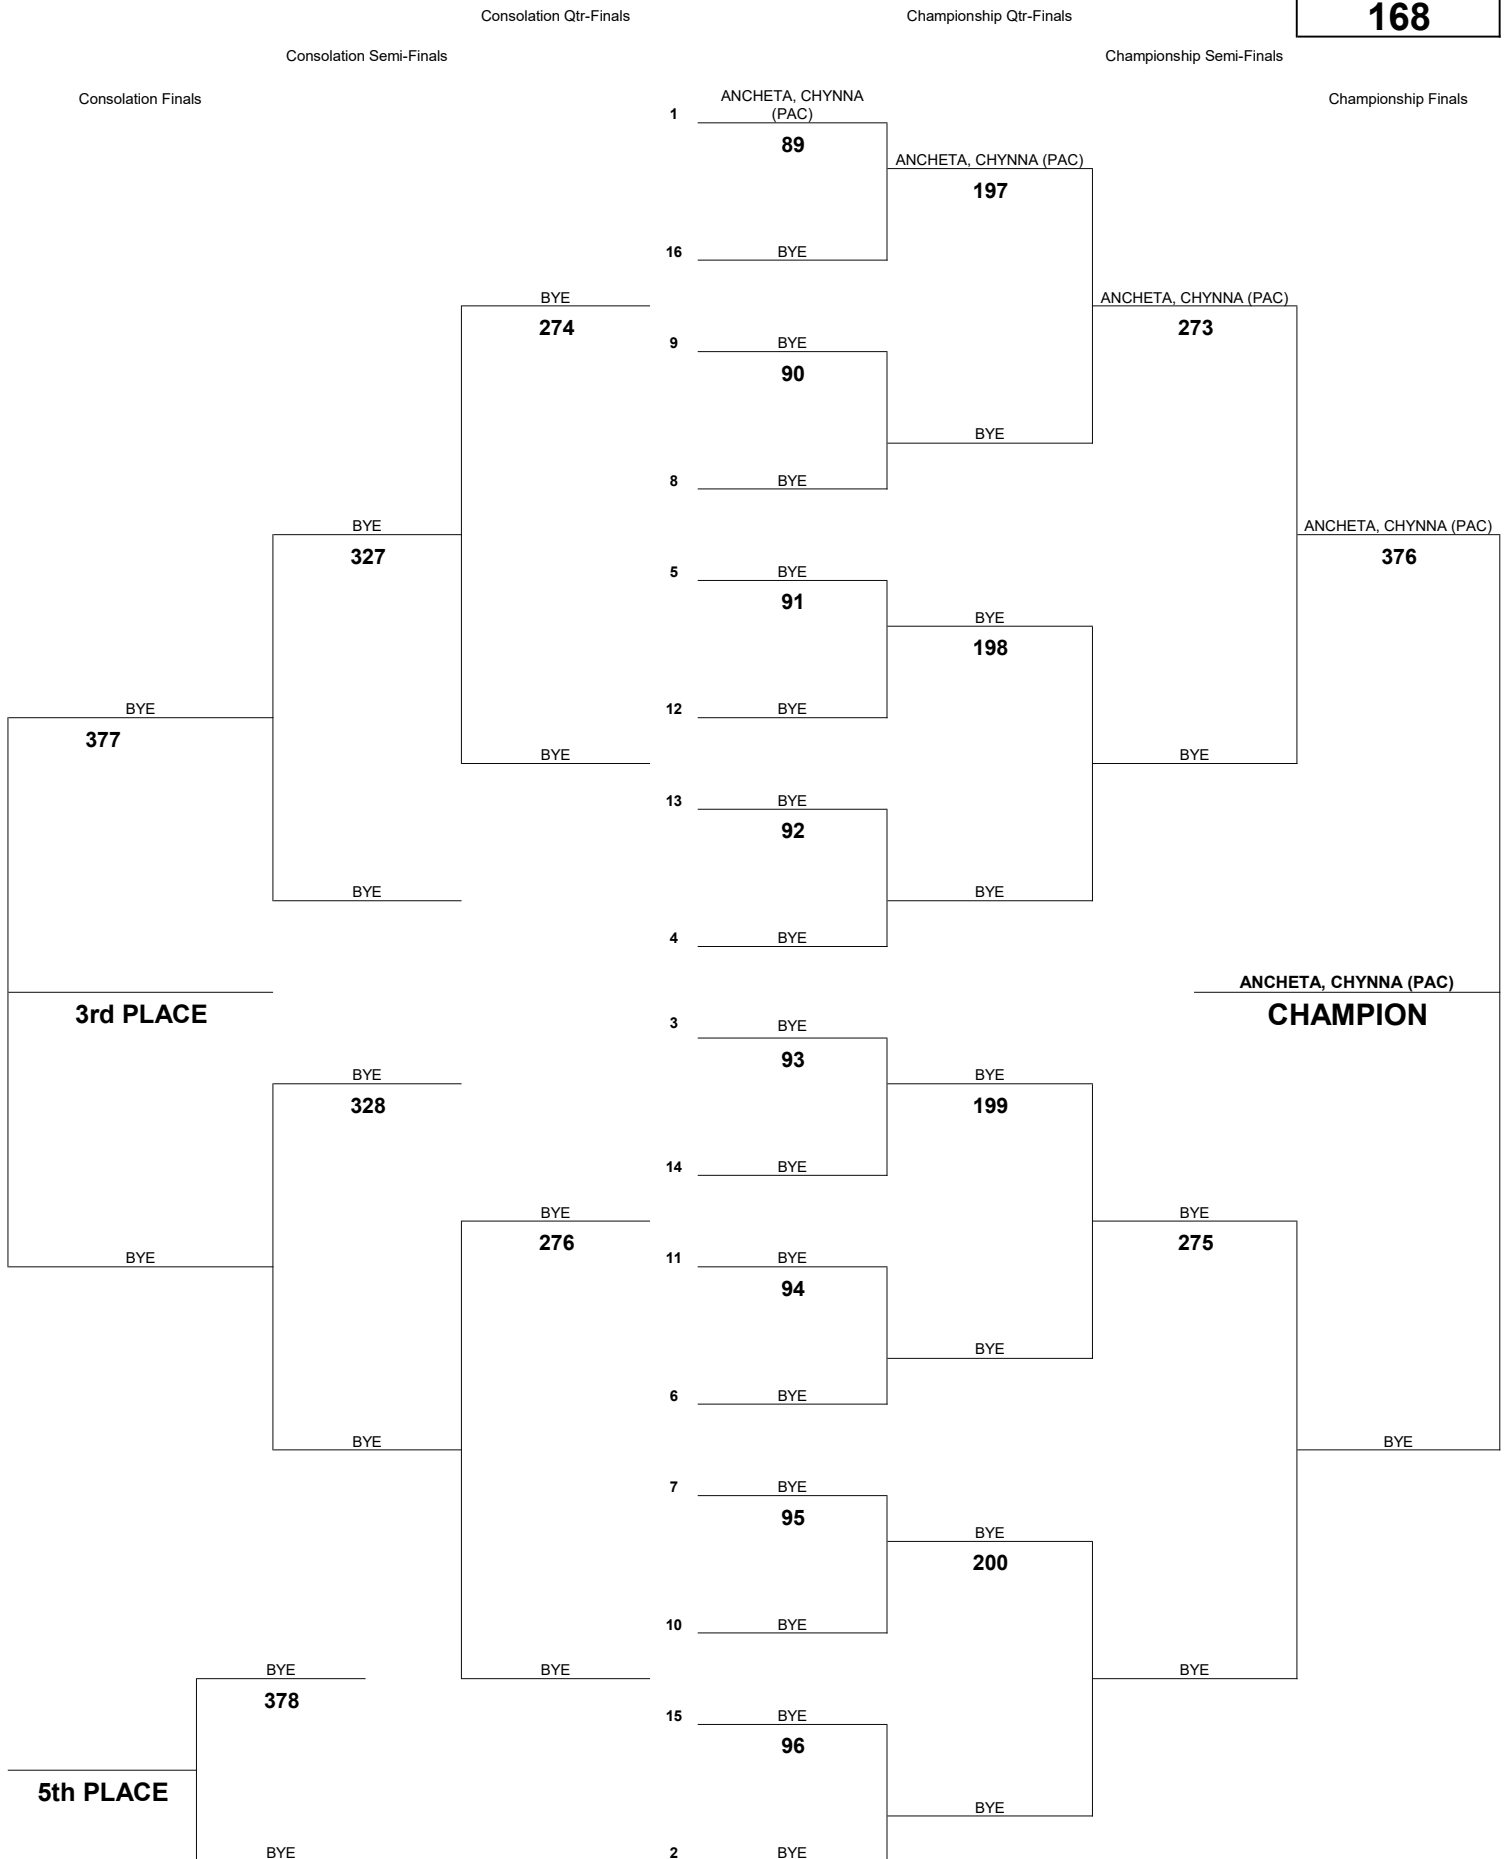 Consolation Qtr-Finals
Championship Qtr-Finals
168
Consolation Semi-Finals
Championship Semi-Finals
Consolation Finals
Championship Finals
1
ANCHETA, CHYNNA
(PAC)
89
ANCHETA, CHYNNA (PAC)
197
16
BYE
BYE
274
ANCHETA, CHYNNA (PAC)
273
9
BYE
90
BYE
8
BYE
BYE
327
ANCHETA, CHYNNA (PAC)
376
5
BYE
91
BYE
198
BYE
377
12
BYE
BYE
BYE
13
BYE
92
BYE
BYE
4
BYE
3rd PLACE
ANCHETA, CHYNNA (PAC)
CHAMPION
3
BYE
93
BYE
328
BYE
199
14
BYE
BYE
276
BYE
275
BYE
11
BYE
94
BYE
6
BYE
BYE
BYE
7
BYE
95
BYE
200
10
BYE
BYE
378
BYE
BYE
15
BYE
96
5th PLACE
BYE
BYE
2
BYE